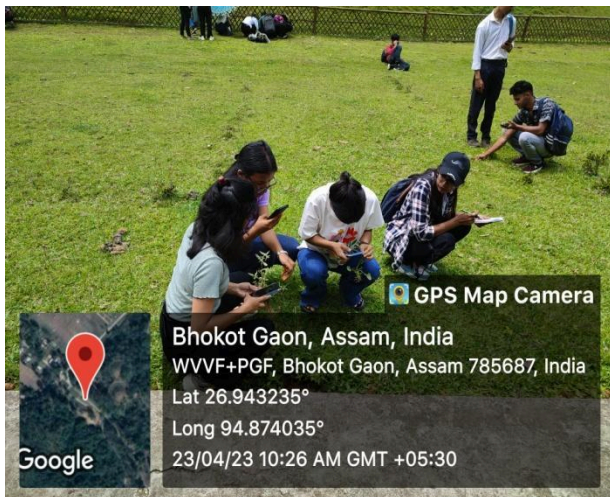 GPS Map Camera
Bhokot Gaon, Assam, India
WVVF+PGF, Bhokot Gaon, Assam 785687, India
Lat 26.943235°
Long 94.874035°
Google
23/04/23 10:26 AM GMT +05:30